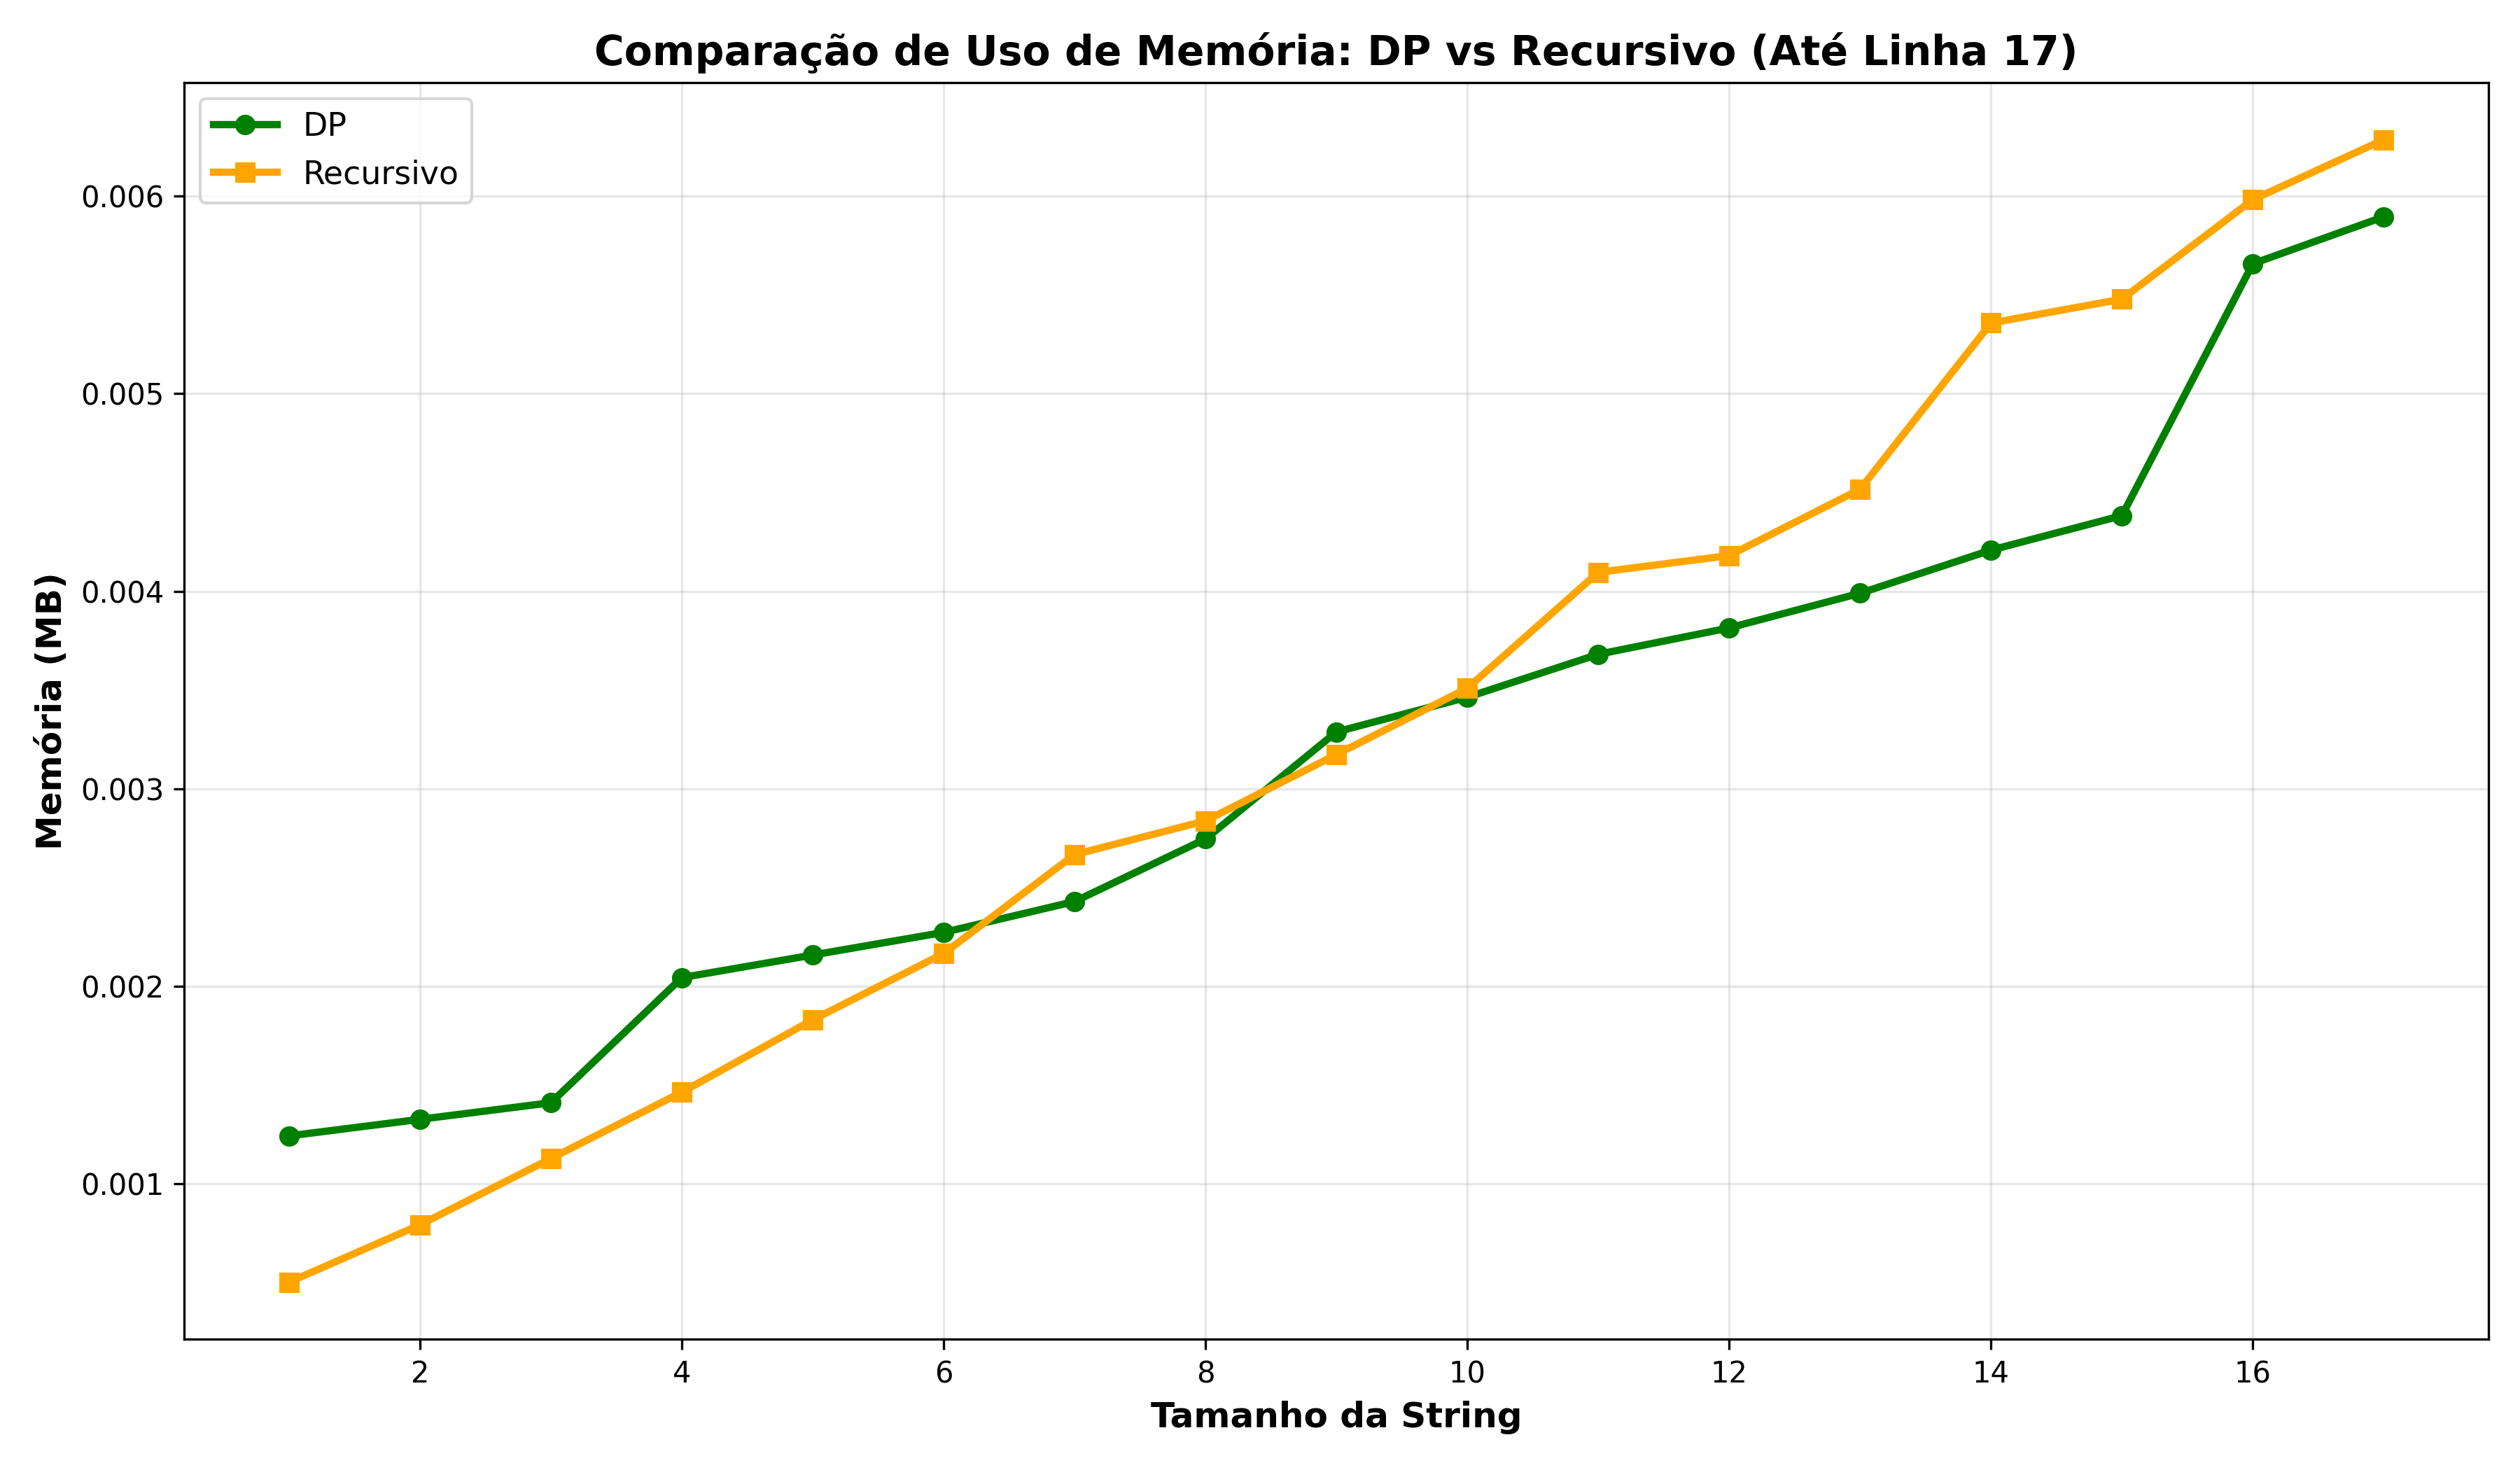 Comparação de Uso de Memória: DP vs Recursivo (Até Linha 17)
DP
Recursivo
0.006
0.005
0.004
0.003
0.002
0.001
Memória (MB)
2 4 6 8 10 12 14 16
Tamanho da String